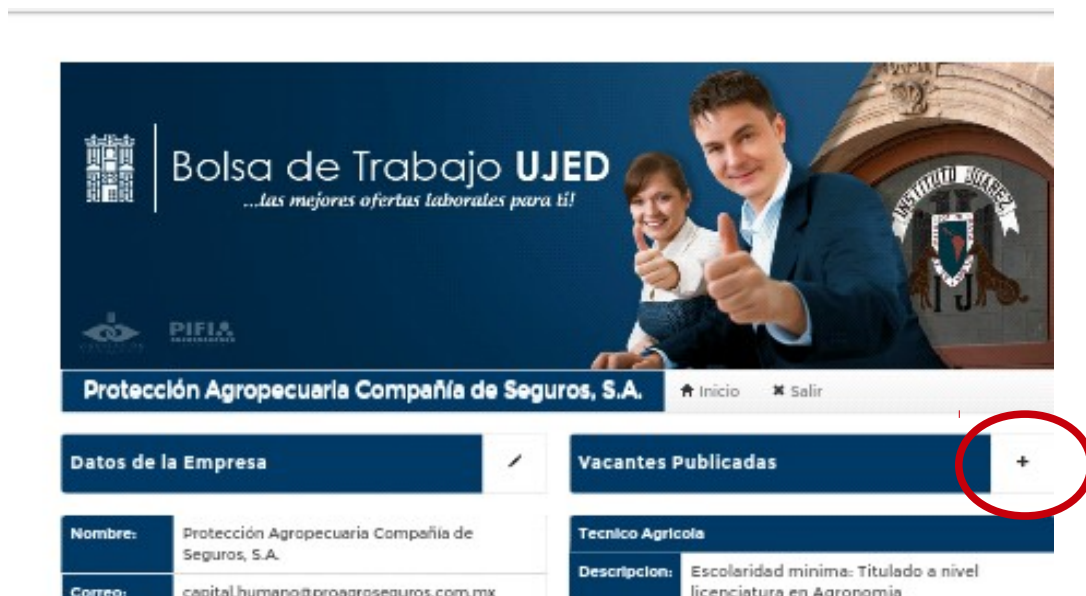 Bolsa de Trabajo UJED
...las mejores ofertas laborales para ti!
INSTITUTO JUAREZ
I J
PIFI
Protección Agropecuaria Compañía de Seguros, S.A.
Inicio
Salir
Datos de la Empresa
Nombre: Protección Agropecuaria Compañía de
Seguros, S.A.
Correo: capital.humano@proagroseguros.com.mx
Vacantes Publicadas
+
Tecnico Agricola
Descripcion: Escolaridad minima: Titulado a nivel
licenciatura en Agronomia